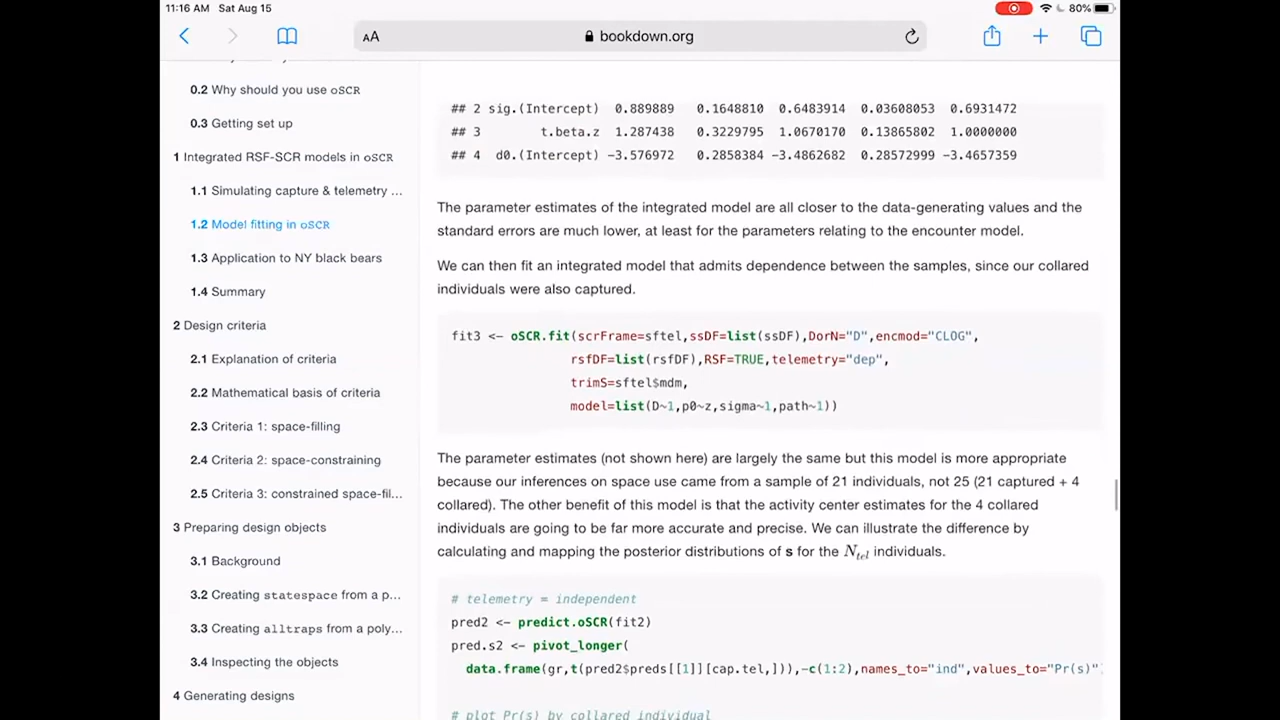 11:16 AM Sat Aug 15
80%
AA
bookdown.org
0.2 Why should you use oSCR
0.3 Getting set up
1 Integrated RSF-SCR models in oSCR
1.1 Simulating capture & telemetry ...
1.2 Model fitting in oSCR
1.3 Application to NY black bears
1.4 Summary
2 Design criteria
2.1 Explanation of criteria
2.2 Mathematical basis of criteria
2.3 Criteria 1: space-filling
2.4 Criteria 2: space-constraining
2.5 Criteria 3: constrained space-fil...
3 Preparing design objects
3.1 Background
3.2 Creating statespace from a p...
3.3 Creating alltraps from a poly...
3.4 Inspecting the objects
4 Generating designs
## 2 sig.(Intercept) 0.889889 0.1648810 0.6483914 0.03608053 0.6931472
## 3 t.beta.z 1.287438 0.3229795 1.0670170 0.13865802 1.0000000
## 4 d0.(Intercept) -3.576972 0.2858384 -3.4862682 0.28572999 -3.4657359
The parameter estimates of the integrated model are all closer to the data-generating values and the
standard errors are much lower, at least for the parameters relating to the encounter model.
We can then fit an integrated model that admits dependence between the samples, since our collared
individuals were also captured.
fit3 <- oSCR.fit(scrFrame=sftel,ssDF=list(ssDF),DorN="D",encmod="CLOG",
rsfDF=list(rsfDF),RSF=TRUE,telemetry="dep",
trimS=sftel$mdm,
model=list(D~1,p0~z,sigma~1,path~1))
The parameter estimates (not shown here) are largely the same but this model is more appropriate
because our inferences on space use came from a sample of 21 individuals, not 25 (21 captured + 4
collared). The other benefit of this model is that the activity center estimates for the 4 collared
individuals are going to be far more accurate and precise. We can illustrate the difference by
calculating and mapping the posterior distributions of s for the N_tel individuals.
# telemetry = independent
pred2 <- predict.oSCR(fit2)
pred.s2 <- pivot_longer(
data.frame(gr,t(pred2$preds[[1]][cap.tel,])),-c(1:2),names_to="ind",values_to="Pr(s)"
# plot Pr(s) by collared individual